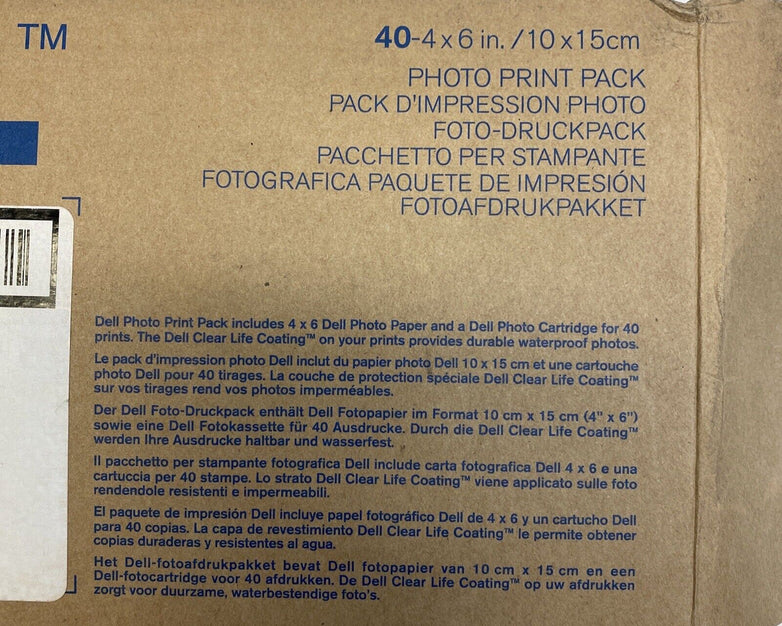 TM
40-4 x 6 in. /10 x15cm
PHOTO PRINT PACK
PACK D'IMPRESSION PHOTO
FOTO-DRUCKPACK
PACCHETTO PER STAMPANTE
FOTOGRAFICA PAQUETE DE IMPRESIÓN
FOTOAFDRUKPAKKET
Dell Photo Print Pack includes 4 x 6 Dell Photo Paper and a Dell Photo Cartridge for 40
prints. The Dell Clear Life Coating™ on your prints provides durable waterproof photos.
Le pack d'impression photo Dell inclut du papier photo Dell 10 x 15 cm et une cartouche
photo Dell pour 40 tirages. La couche de protection spéciale Dell Clear Life Coating™
sur vos tirages rend vos photos imperméables.
Der Dell Foto-Druckpack enthält Dell Fotopapier im Format 10 cm x 15 cm (4" x 6")
sowie eine Dell Fotokassette für 40 Ausdrucke. Durch die Dell Clear Life Coating™
werden Ihre Ausdrucke haltbar und wasserfest.
Il pacchetto per stampante fotografica Dell include carta fotografica Dell 4 x 6 e una
cartuccia per 40 stampe. Lo strato Dell Clear Life Coating™ viene applicato sulle foto
rendendole resistenti e impermeabili.
El paquete de impresión Dell incluye papel fotográfico Dell de 4 x 6 y un cartucho Dell
para 40 copias. La capa de revestimiento Dell Clear Life Coating™ le permite obtener
copias duraderas y resistentes al agua.
Het Dell-fotoafdrukpakket bevat Dell fotopapier van 10 cm x 15 cm en een
Dell-fotocartridge voor 40 afdrukken. De Dell Clear Life Coating™ op uw afdrukken
zorgt voor duurzame, waterbestendige foto's.